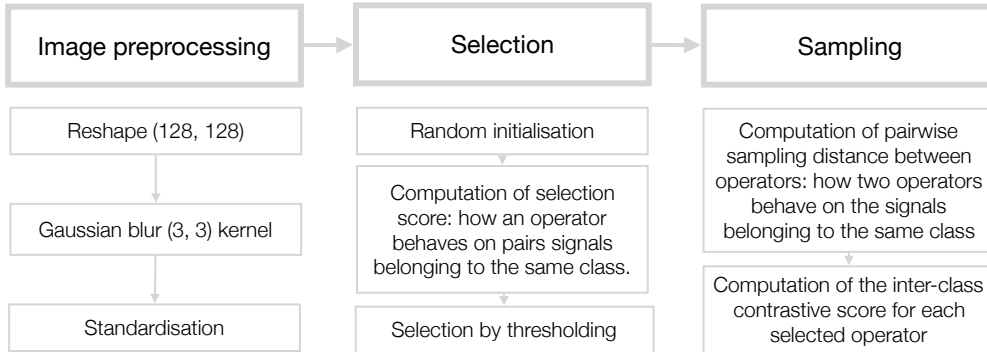 Image preprocessing
Selection
Sampling
Reshape (128, 128)
Gaussian blur (3, 3) kernel
Standardisation
Random initialisation
Computation of selection
score: how an operator
behaves on pairs signals
belonging to the same class.
Selection by thresholding
Computation of pairwise
sampling distance between
operators: how two operators
behave on the signals
belonging to the same class
Computation of the inter-class
contrastive score for each
selected operator